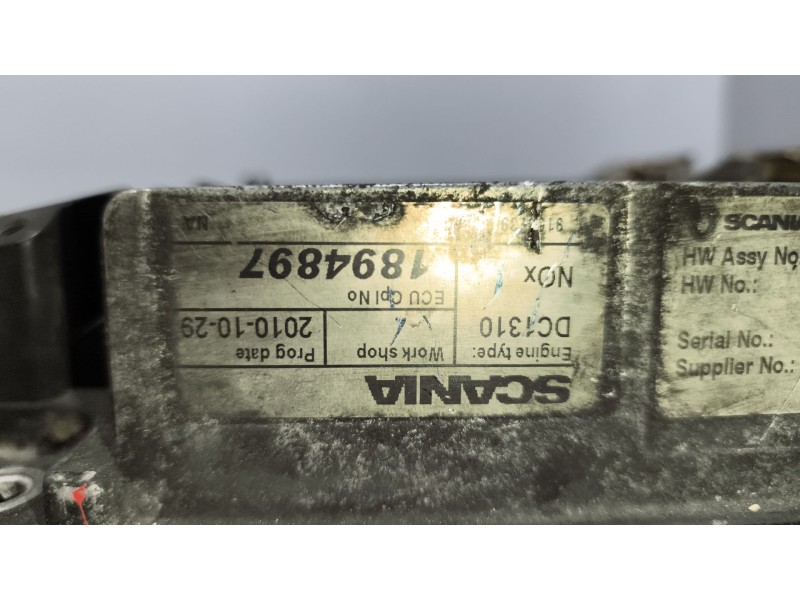 SCANIA
Engine type:
DC1310
Work shop
Prog date
2010-10-29
NOx
ECU Cpl No
1894897
NA
SCANIA
HW Assy No
HW No.:
Serial No.:
Supplier No.: